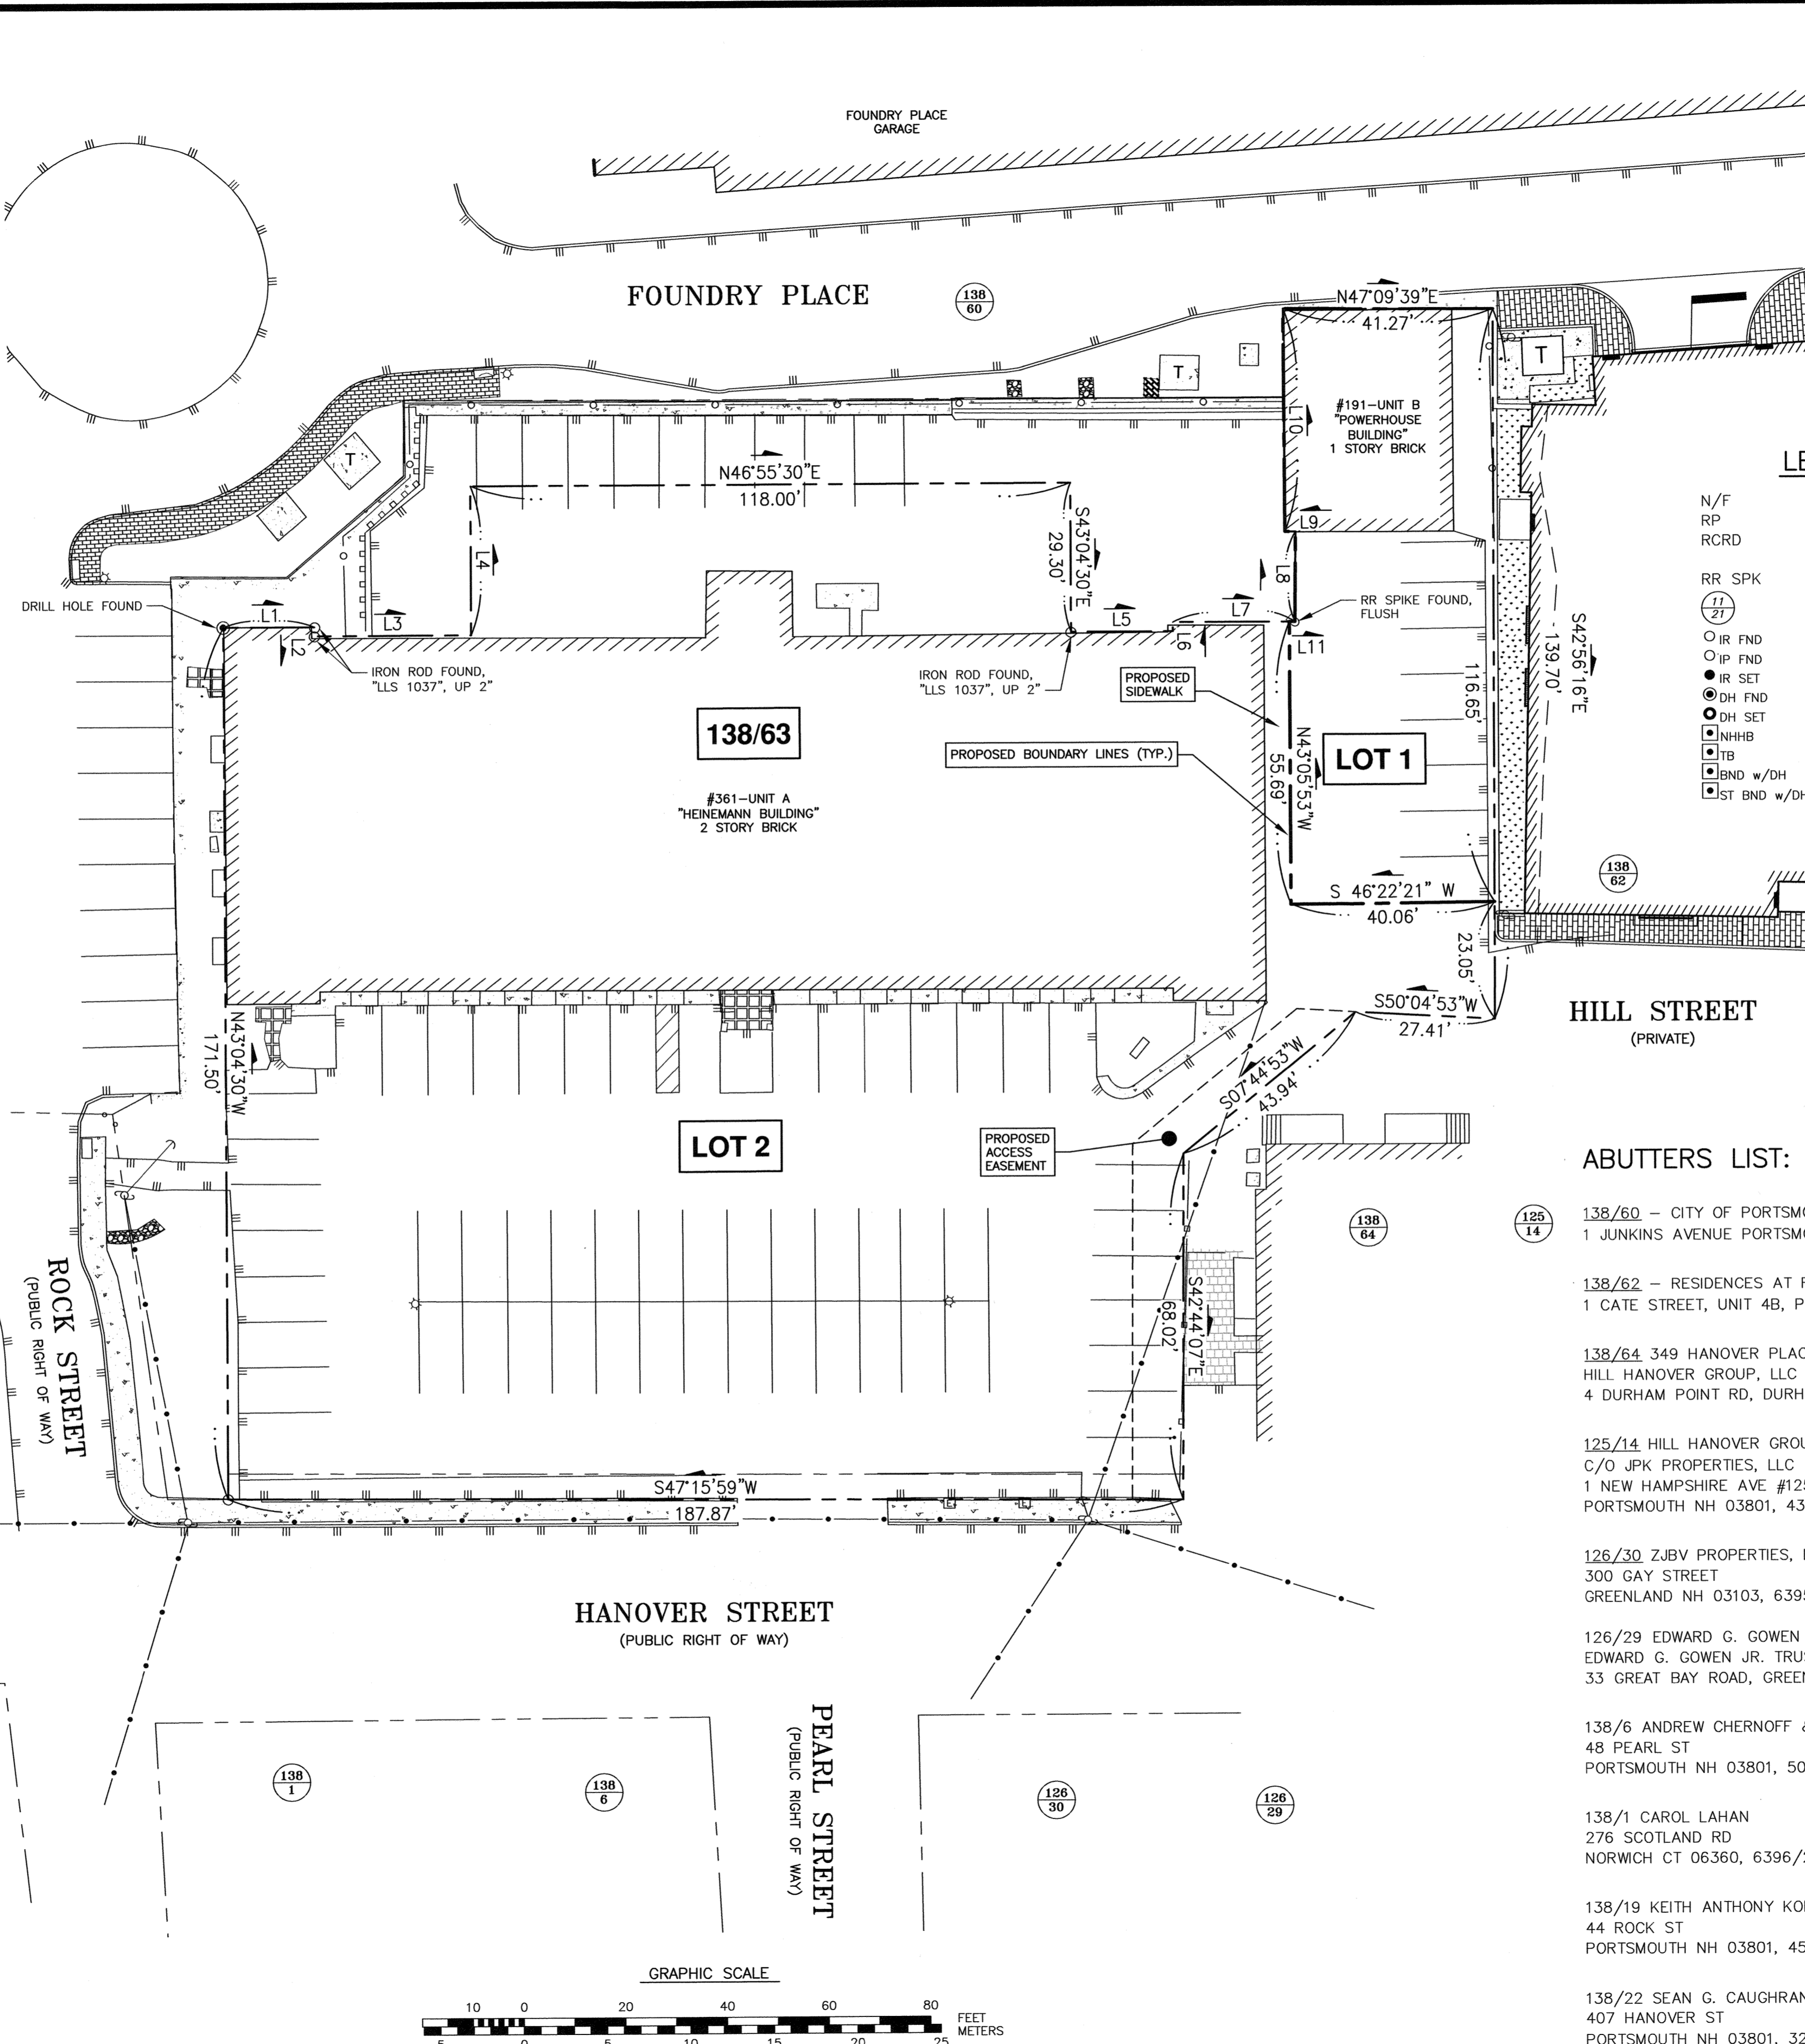 FOUNDRY PLACE
GARAGE
FOUNDRY PLACE
138
60
N47°09'39"E
41.27'
T
#191-UNIT B
"POWERHOUSE
BUILDING"
1 STORY BRICK
L10
T
T
N46°55'30"E
118.00'
L4
S43°04'30"E
29.30'
L9
L8
N/F
RP
RCRD
RR SPK
11
21
IR FND
IP FND
IR SET
DH FND
DH SET
NHHB
TB
BND w/DH
ST BND w/DH
DRILL HOLE FOUND
L1
L2
L3
L5
L6
L7
RR SPIKE FOUND,
FLUSH
L11
IRON ROD FOUND,
"LLS 1037", UP 2"
IRON ROD FOUND,
"LLS 1037", UP 2"
PROPOSED
SIDEWALK
S42°56'16"E
139.70'
116.65'
138/63
PROPOSED BOUNDARY LINES (TYP.)
N43°05'53"W
55.69'
LOT 1
#361-UNIT A
"HEINEMANN BUILDING"
2 STORY BRICK
138
62
S 46°22'21" W
40.06'
23.05'
S50°04'53"W
27.41'
HILL STREET
(PRIVATE)
N43°04'30"W
171.50'
S07°44'53"W
43.94'
LOT 2
PROPOSED
ACCESS
EASEMENT
138
64
125
14
S42°44'07"E
68.02'
ROCK STREET
(PUBLIC RIGHT OF WAY)
S47°15'59"W
187.87'
E
E
HANOVER STREET
(PUBLIC RIGHT OF WAY)
PEARL STREET
(PUBLIC RIGHT OF WAY)
138
1
138
6
126
30
126
29
ABUTTERS LIST:
138/60 – CITY OF
1 JUNKINS AVENUE
138/62 – RESIDENCES AT
1 CATE STREET, UNIT 4B,
138/64 349 HANOVER
HILL HANOVER GROUP, LLC
4 DURHAM POINT RD,
125/14 HILL HANOVER
C/O JPK PROPERTIES, LLC
1 NEW HAMPSHIRE AVE
PORTSMOUTH NH 03801,
126/30 ZJBV PROPERTIES,
300 GAY STREET
GREENLAND NH 03103,
126/29 EDWARD G. GOWEN
EDWARD G. GOWEN JR.
33 GREAT BAY ROAD,
138/6 ANDREW CHERNOFF &
48 PEARL ST
PORTSMOUTH NH 03801,
138/1 CAROL LAHAN
276 SCOTLAND RD
NORWICH CT 06360,
138/19 KEITH ANTHONY
44 ROCK ST
PORTSMOUTH NH 03801,
138/22 SEAN G.
407 HANOVER ST
PORTSMOUTH NH 03801,
GRAPHIC SCALE
10 0 20 40 60 80
FEET
METERS
5 0 5 10 15 20 25